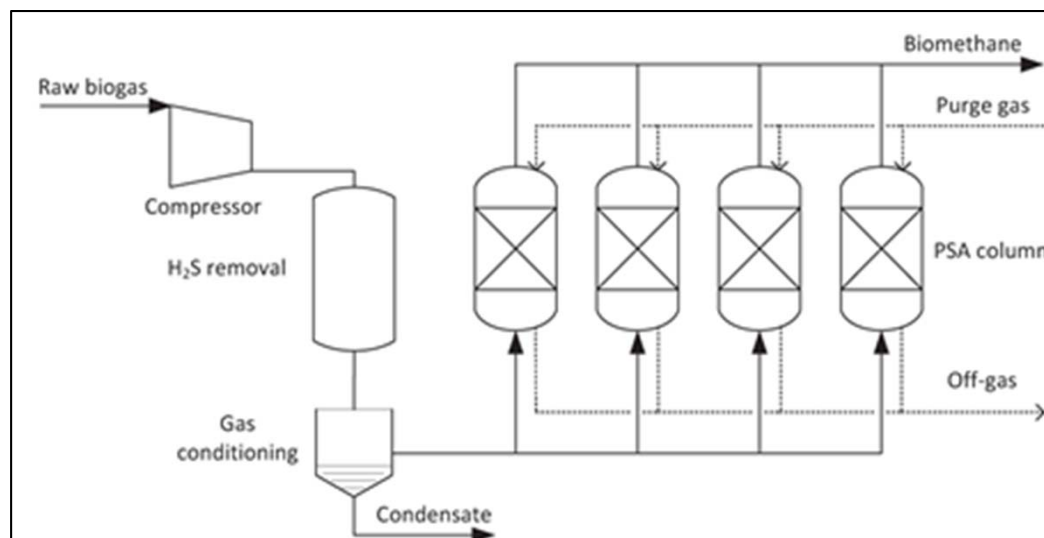 Biomethane
Raw biogas
Purge gas
Compressor
H₂S removal
PSA column
Off-gas
Gas
conditioning
Condensate